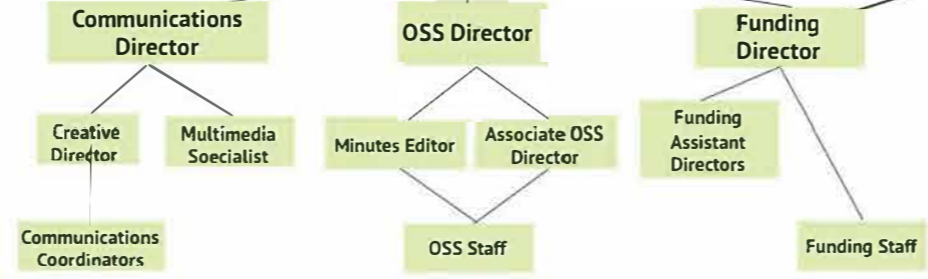 Communications
Director
OSS Director
Funding
Director
Creative
Director
Multimedia
Soecialist
Minutes Editor
Associate OSS
Director
Funding
Assistant
Directors
Communications
Coordinators
OSS Staff
Funding Staff